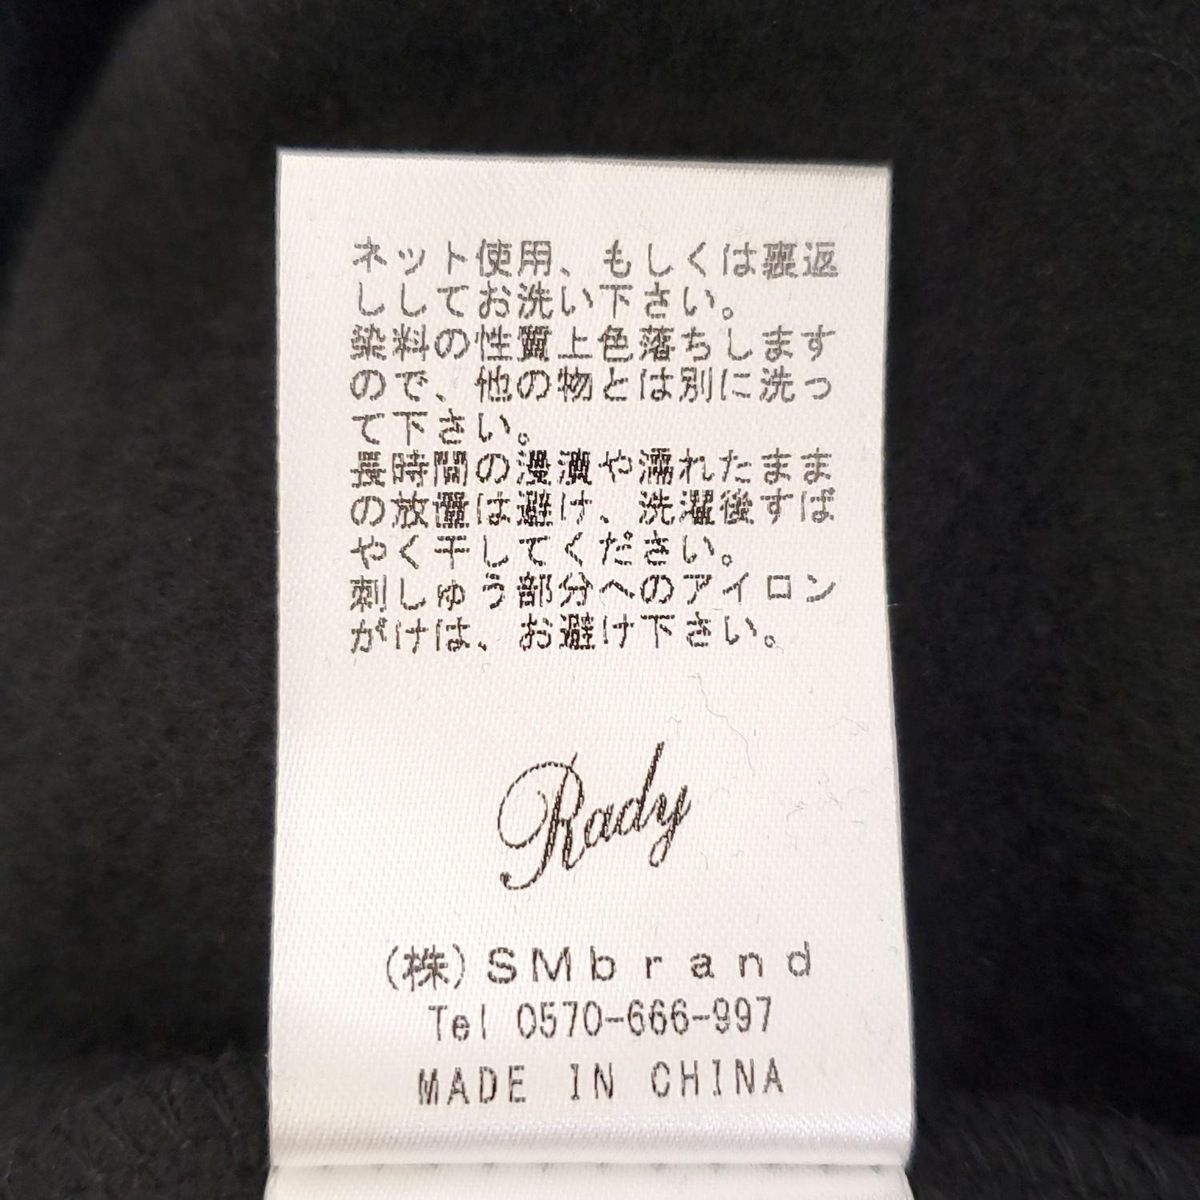 ネット使用、もしくは裏返
ししてお洗い下さい。
染料の性質上色落ちします
ので、他の物とは別に洗っ
て下さい。
長時間の浸漬や濡れたまま
の放置は避け、洗濯後すば
やく干してください。
刺しゅう部分へのアイロン
がけは、お避け下さい。
Rady
(株)SMbrand
Tel 0570-666-997
MADE IN CHINA